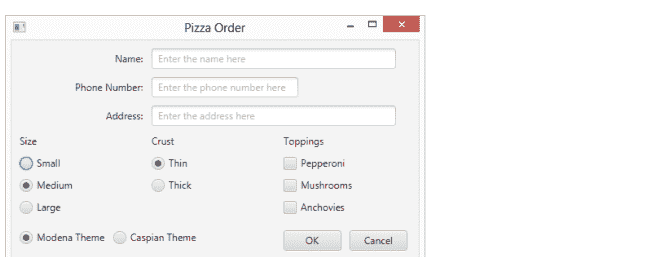 Pizza Order
Name: Enter the name here
Phone Number: Enter the phone number here
Address: Enter the address here
Size Crust Toppings
Small Thin Pepperoni
Medium Thick Mushrooms
Large Anchovies
Modena Theme Caspian Theme OK Cancel